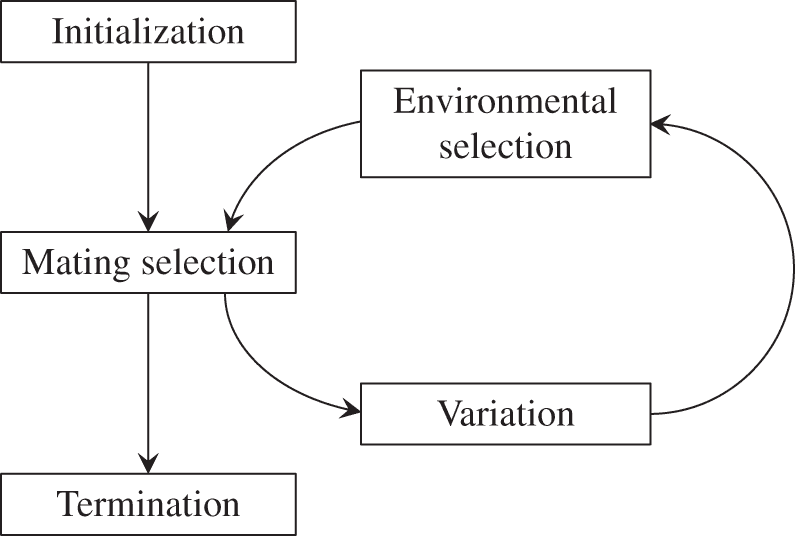 Initialization
Environmental
selection
Mating selection
Variation
Termination